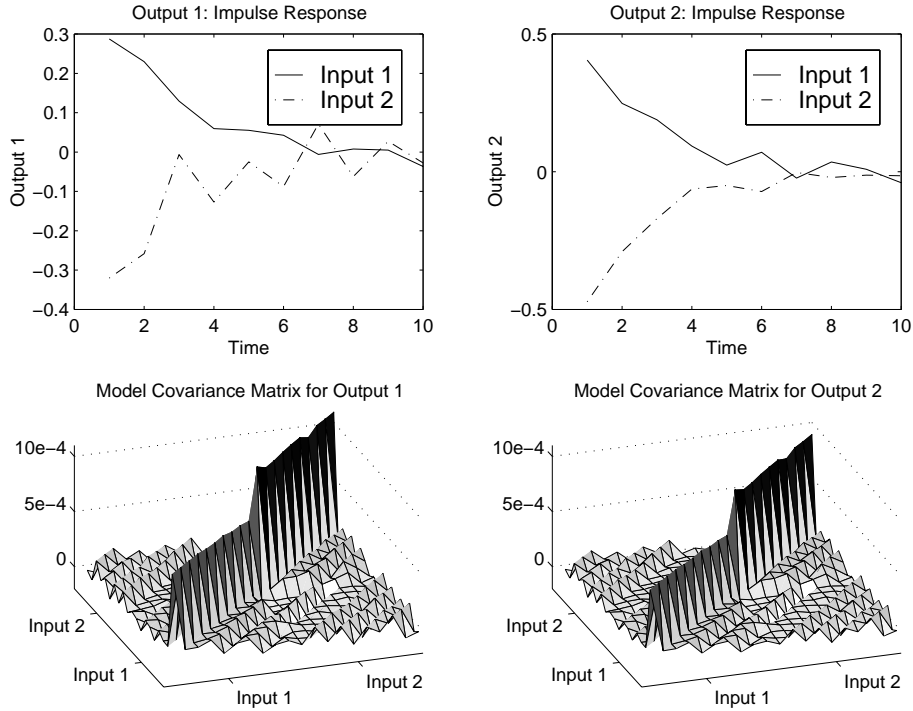 Output 1: Impulse Response
0.3
0.2
0.1
0
−0.1
−0.2
−0.3
−0.4
Output 1
Input 1
Input 2
0 2 4 6 8 10
Time
Output 2: Impulse Response
0.5
0
−0.5
Output 2
Input 1
Input 2
0 2 4 6 8 10
Time
Model Covariance Matrix for Output 1
10e−4
5e−4
0
Input 2
Input 1
Input 1
Input 2
Model Covariance Matrix for Output 2
10e−4
5e−4
0
Input 2
Input 1
Input 1
Input 2